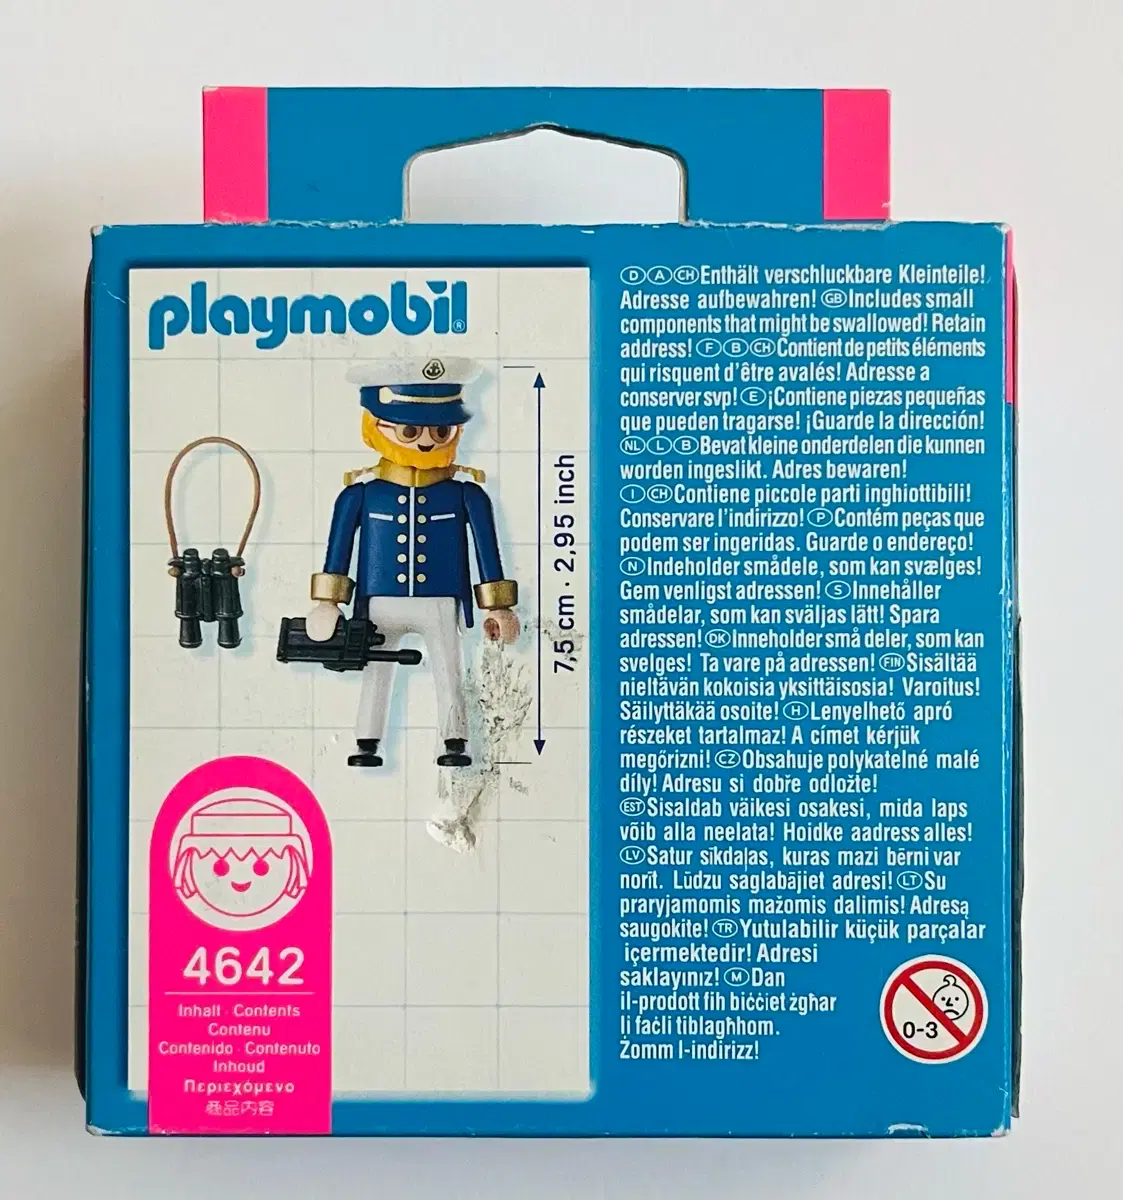 playmobil®
7,5 cm · 2,95 inch
4642
Inhalt · Contents
Contenu
Contenido · Contenuto
Inhoud
Περιεχόμενο
商品内容
D A CH Enthält verschluckbare Kleinteile!
Adresse aufbewahren! GB Includes small
components that might be swallowed! Retain
address! F B CH Contient de petits éléments
qui risquent d'être avalés! Adresse a
conserver svp! E ¡Contiene piezas pequeñas
que pueden tragarse! ¡Guarde la dirección!
NL L B Bevat kleine onderdelen die kunnen
worden ingeslikt. Adres bewaren!
I CH Contiene piccole parti inghiottibili!
Conservare l'indirizzo! P Contém peças que
podem ser ingeridas. Guarde o endereço!
N Indeholder smådele, som kan svælges!
Gem venligst adressen! S Innehåller
smådelar, som kan sväljas lätt! Spara
adressen! DK Inneholder små deler, som kan
svelges! Ta vare på adressen! FIN Sisältää
nieltävän kokoisia yksittäisosia! Varoitus!
Säilyttäkää osoite! H Lenyelhető apró
részeket tartalmaz! A címet kérjük
megőrizni! CZ Obsahuje polykatelné malé
díly! Adresu si dobře odložte!
EST Sisaldab väikesi osakesi, mida laps
võib alla neelata! Hoidke aadress alles!
LV Satur sīkdaļas, kuras mazi bērni var
norīt. Lūdzu saglabājiet adresi! LT Su
praryjamomis mažomis dalimis! Adresą
saugokite! TR Yutulabilir küçük parçalar
içermektedir! Adresi
saklayınız! M Dan
il-prodott fih biċċiet żgħar
li faċli tiblagħhom.
Żomm l-indirizz!
0-3